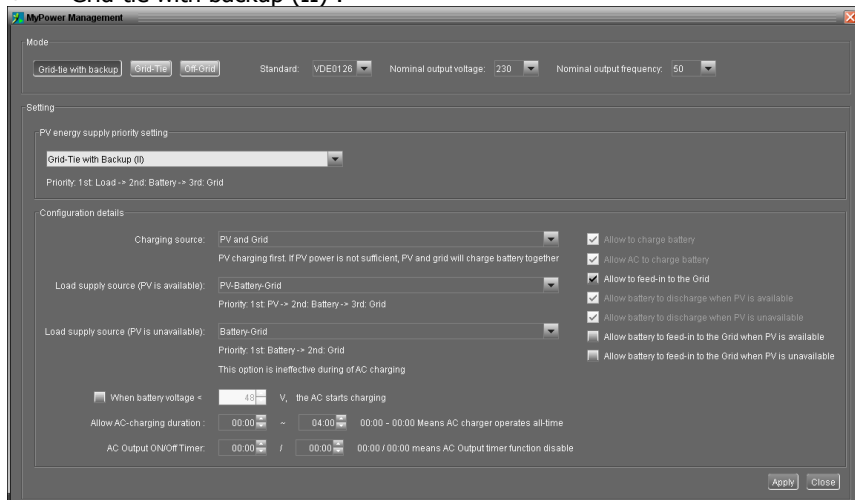 Grid-tie with backup (II) :
MyPower Management
Mode
Grid-tie with backup Grid-Tie Off-Grid Standard: VDE0126 Nominal output voltage: 230 Nominal output frequency: 50
Setting
PV energy supply priority setting
Grid-Tie with Backup (II)
Priority: 1st: Load -> 2nd: Battery -> 3rd: Grid
Configuration details
Charging source: PV and Grid
PV charging first. If PV power is not sufficient, PV and grid will charge battery together
Load supply source (PV is available): PV-Battery-Grid
Priority: 1st: PV -> 2nd: Battery -> 3rd: Grid
Load supply source (PV is unavailable): Battery-Grid
Priority: 1st: Battery -> 2nd: Grid
This option is ineffective during of AC charging
Allow to charge battery
Allow AC to charge battery
Allow to feed-in to the Grid
Allow battery to discharge when PV is available
Allow battery to discharge when PV is unavailable
Allow battery to feed-in to the Grid when PV is available
Allow battery to feed-in to the Grid when PV is unavailable
When battery voltage < 48 V, the AC starts charging
Allow AC-charging duration : 00:00 ~ 04:00 00:00 - 00:00 Means AC charger operates all-time
AC Output ON/Off Timer: 00:00 / 00:00 00:00 / 00:00 means AC Output timer function disable
Apply Close